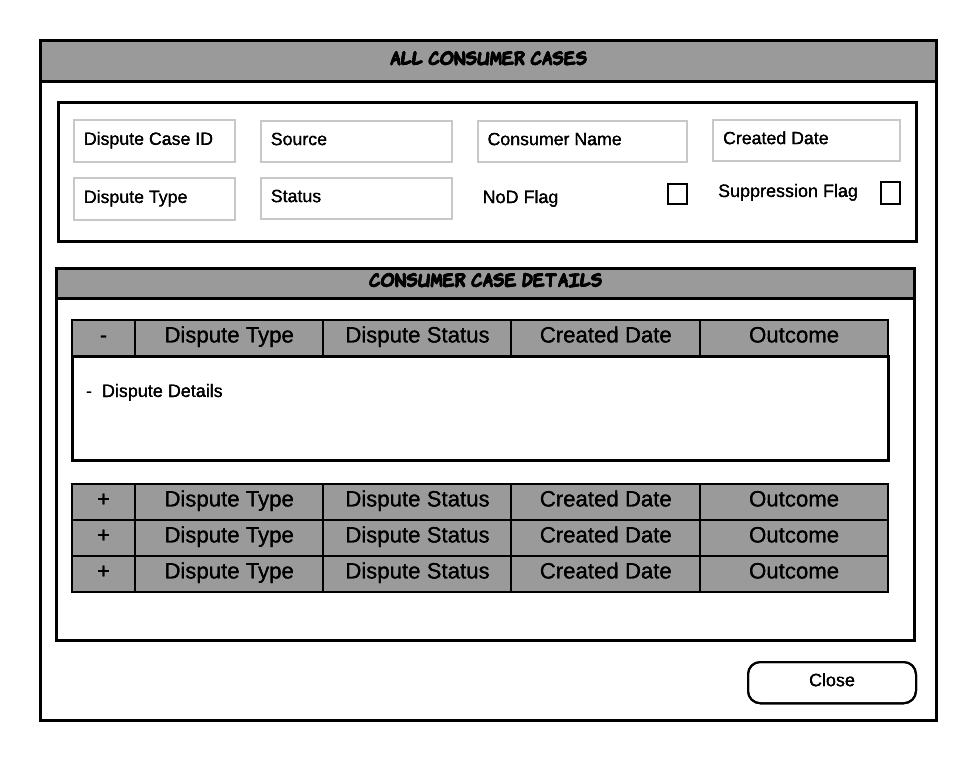 ALL CONSUMER CASES
Dispute Case ID Source Consumer Name Created Date
Dispute Type Status NoD Flag Suppression Flag
CONSUMER CASE DETAILS
- Dispute Type Dispute Status Created Date Outcome
- Dispute Details
+ Dispute Type Dispute Status Created Date Outcome
+ Dispute Type Dispute Status Created Date Outcome
+ Dispute Type Dispute Status Created Date Outcome
Close